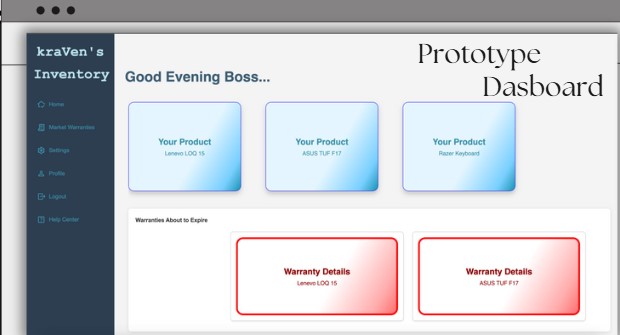 kraVen's
Inventory
Home
Market Warranties
Settings
Profile
Logout
Help Center
Prototype
Dasboard
Good Evening Boss...
Your Product
Lenevo LOQ 15
Your Product
ASUS TUF F17
Your Product
Razer Keyboard
Warranties About to Expire
Warranty Details
Lenevo LOQ 15
Warranty Details
ASUS TUF F17